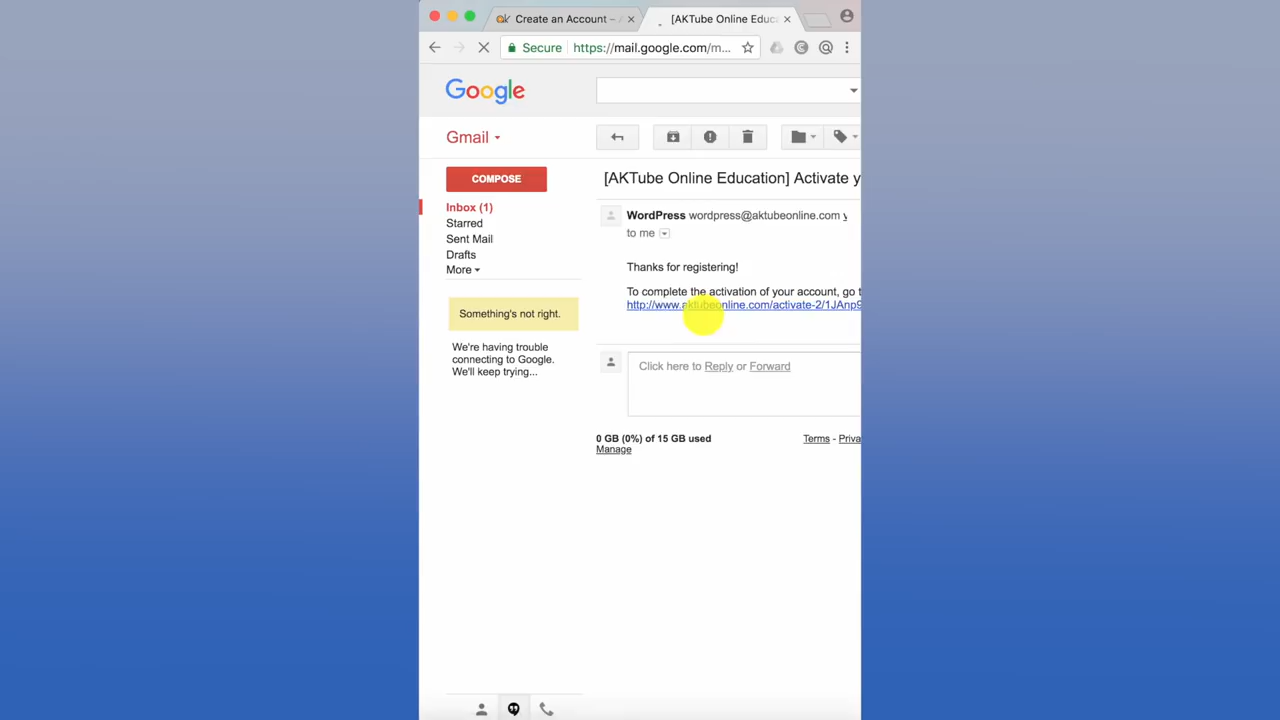 Create an Account –
[AKTube Online Educ
Secure
https://mail.google.com/m...
Google
Gmail
COMPOSE
[AKTube Online Education] Activate y
Inbox (1)
Starred
Sent Mail
Drafts
More
WordPress wordpress@aktubeonline.com
to me
Thanks for registering!
To complete the activation of your account, go t
http://www.aktubeonline.com/activate-2/1JAnp9
Something's not right.
We're having trouble
connecting to Google.
We'll keep trying...
Click here to Reply or Forward
0 GB (0%) of 15 GB used
Manage
Terms - Priva